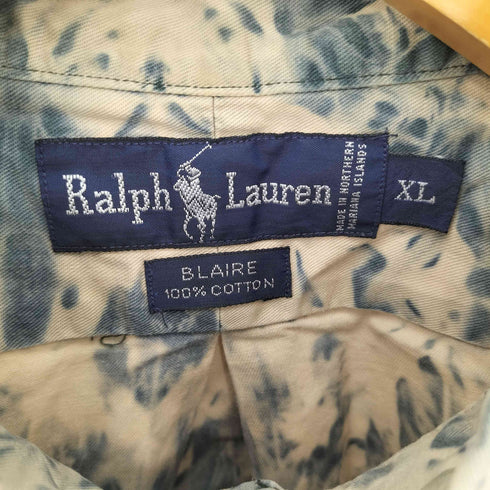 Ralph Lauren
MADE IN NORTHERN
MARIANA ISLANDS
XL
BLAIRE
100% COTTON